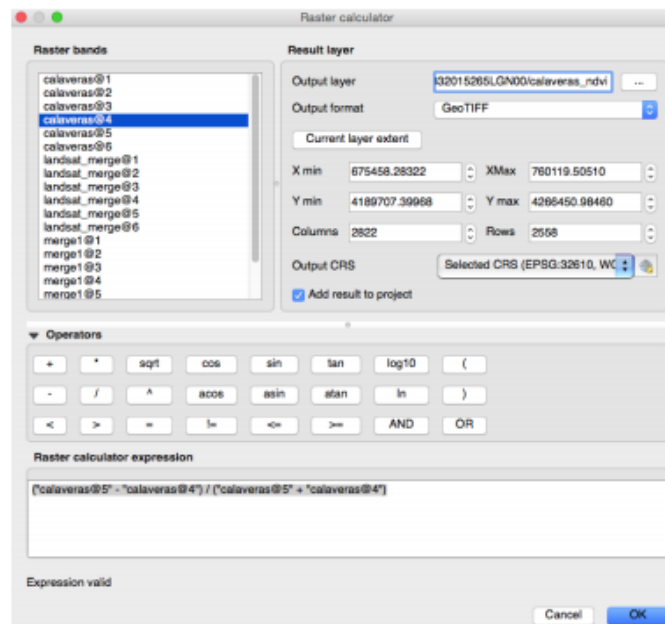 Raster calculator
Raster bands
calaveras@1
calaveras@2
calaveras@3
calaveras@4
calaveras@5
calaveras@6
landsat_merge@1
landsat_merge@2
landsat_merge@3
landsat_merge@4
landsat_merge@5
landsat_merge@6
merge1@1
merge1@2
merge1@3
merge1@4
merge1@5
Result layer
Output layer 32015265LGN00/calaveras_ndvi ...
Output format GeoTIFF
Current layer extent
X min 675458.28322 XMax 760119.50510
Y min 4189707.39968 Y max 4266450.98460
Columns 2822 Rows 2558
Output CRS Selected CRS (EPSG:32610, WG
Add result to project
Operators
+ * sqrt cos sin tan log10 (
- / ^ acos asin atan ln )
< > = != <= >= AND OR
Raster calculator expression
("calaveras@5" - "calaveras@4") / ("calaveras@5" + "calaveras@4")
Expression valid
Cancel OK